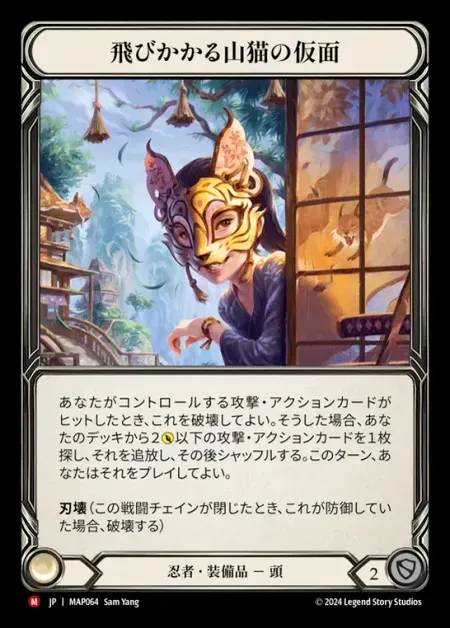 飛びかかる山猫の仮面
あなたがコントロールする攻撃・アクションカードが
ヒットしたとき、これを破壊してよい。そうした場合、あな
たのデッキから2以下の攻撃・アクションカードを1枚
探し、それを追放し、その後シャッフルする。このターン、あ
なたはそれをプレイしてよい。
刃壊(この戦闘チェインが閉じたとき、これが防御してい
た場合、破壊する)
忍者・装備品 － 頭
2
M JP | MAP064 Sam Yang
© 2024 Legend Story Studios